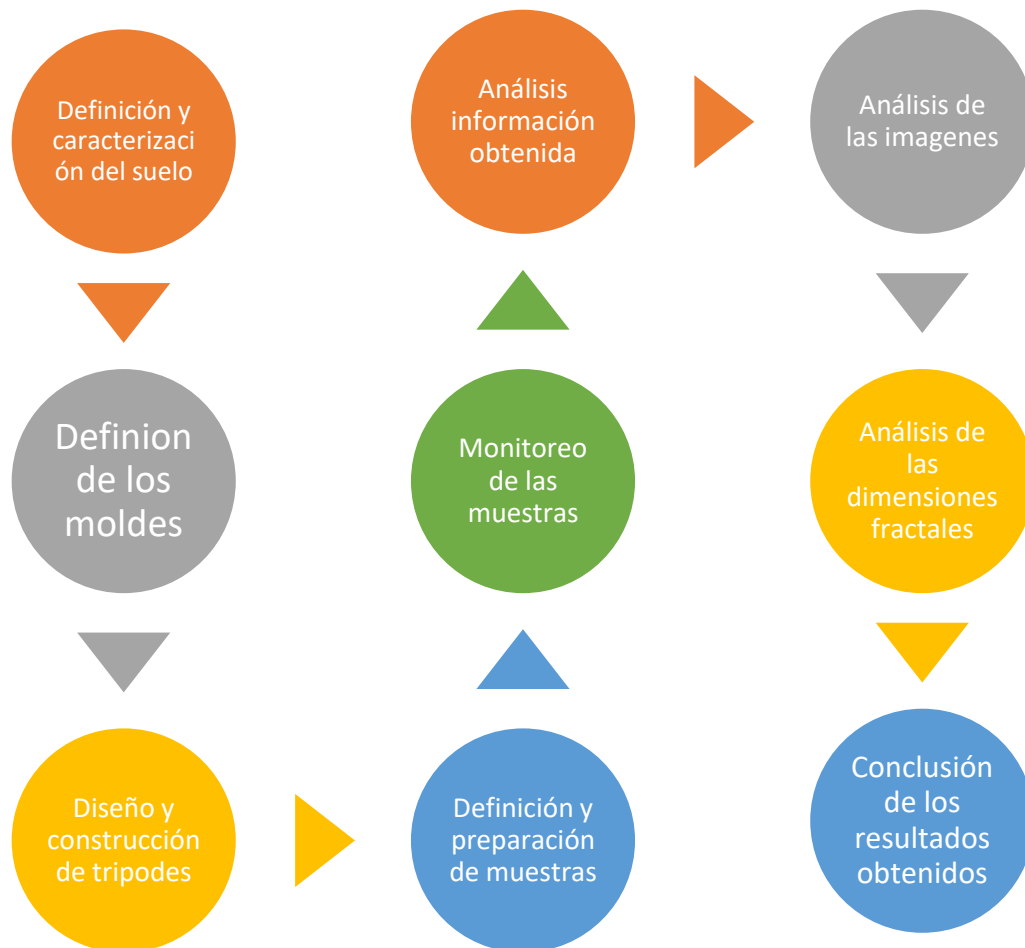 Definición y
caracterizaci
ón del suelo
Definion
de los
moldes
Diseño y
construcción
de tripodes
Definición y
preparación
de muestras
Monitoreo
de las
muestras
Análisis
información
obtenida
Análisis de
las imagenes
Análisis de
las
dimensiones
fractales
Conclusión
de los
resultados
obtenidos